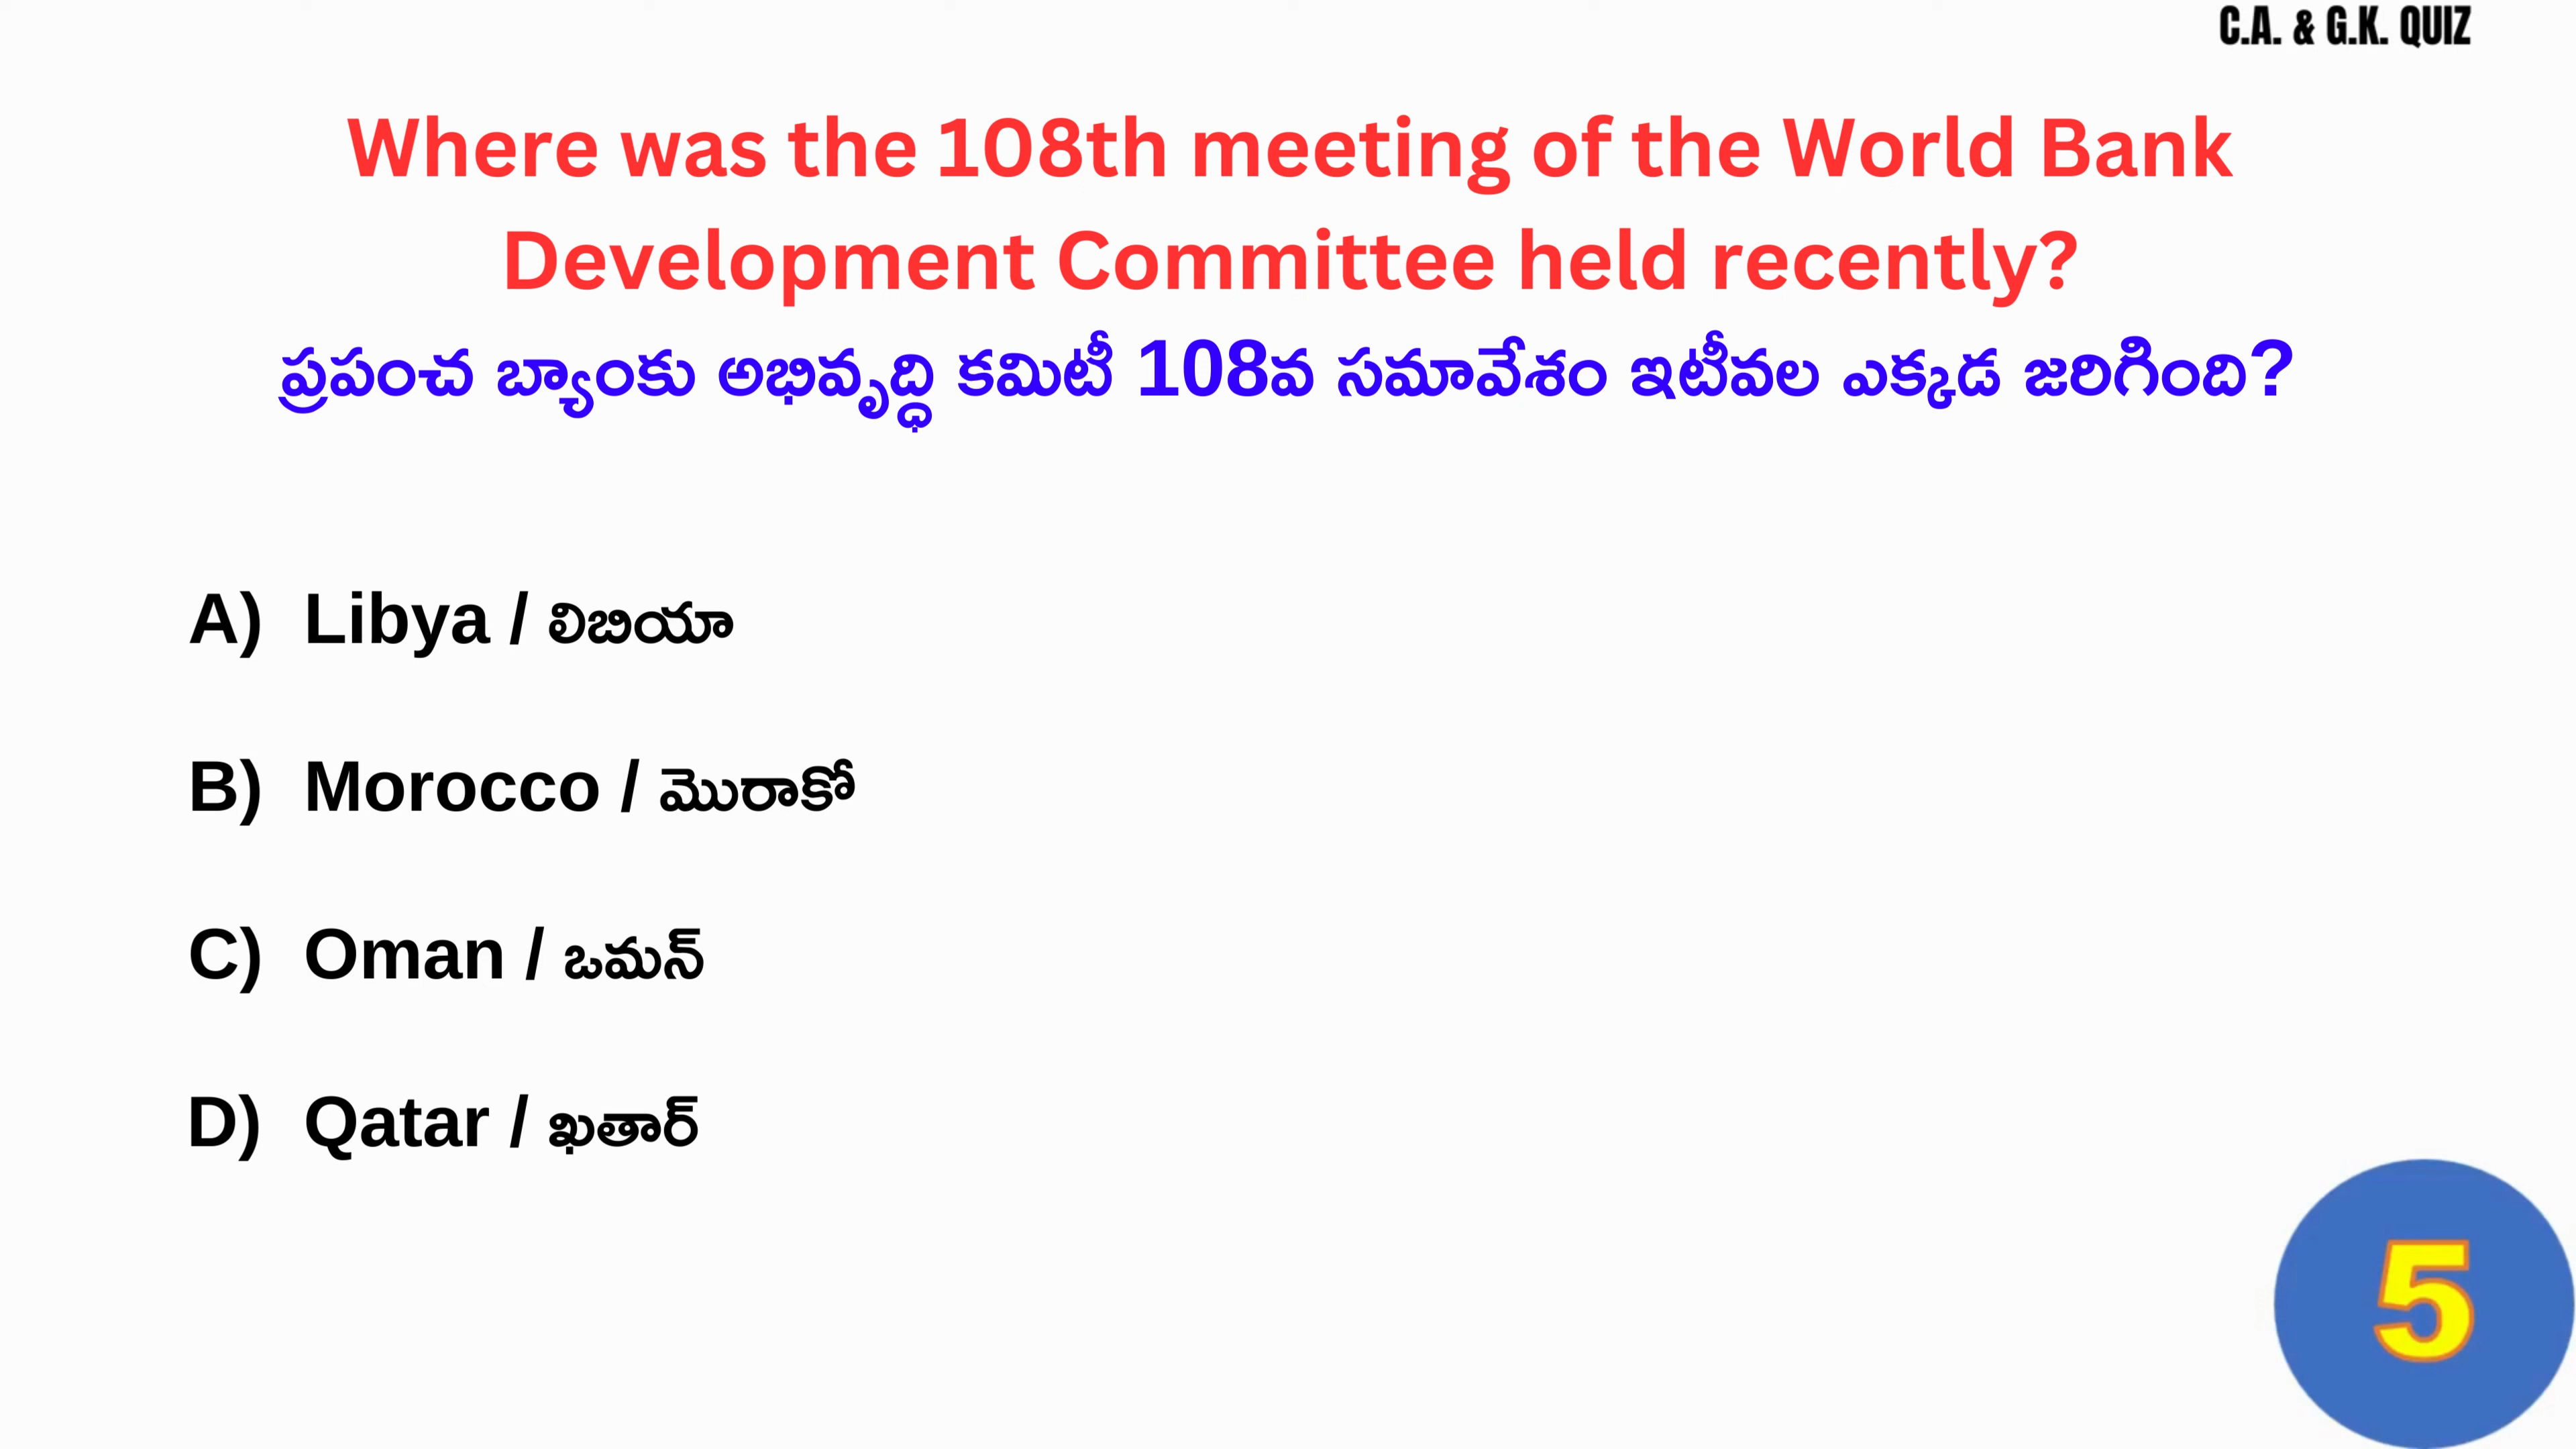 C.A. & G.K. QUIZ
Where was the 108th meeting of the World Bank
Development Committee held recently?
ప్రపంచ బ్యాంకు అభివృద్ధి కమిటీ 108వ సమావేశం ఇటీవల ఎక్కడ జరిగింది?
A) Libya / లిబియా
B) Morocco / మొరాకో
C) Oman / ఒమన్
D) Qatar / ఖతార్
5